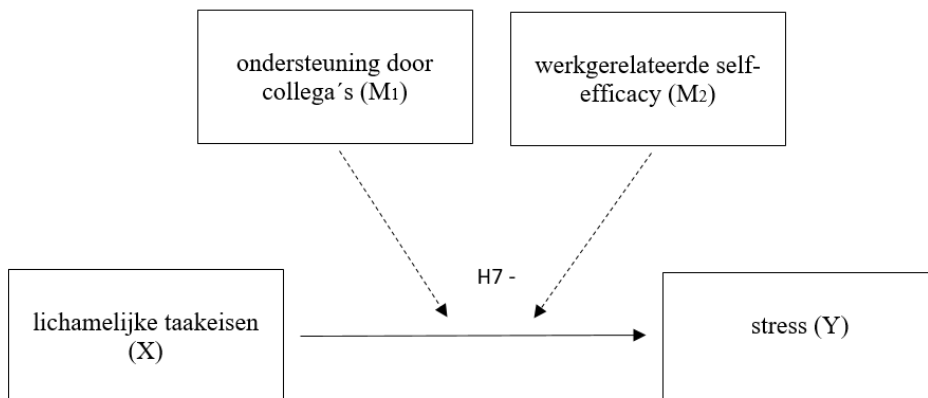 ondersteuning door
collega´s (M1)
werkgerelateerde self-
efficacy (M2)
H7 -
lichamelijke taakeisen
(X)
stress (Y)